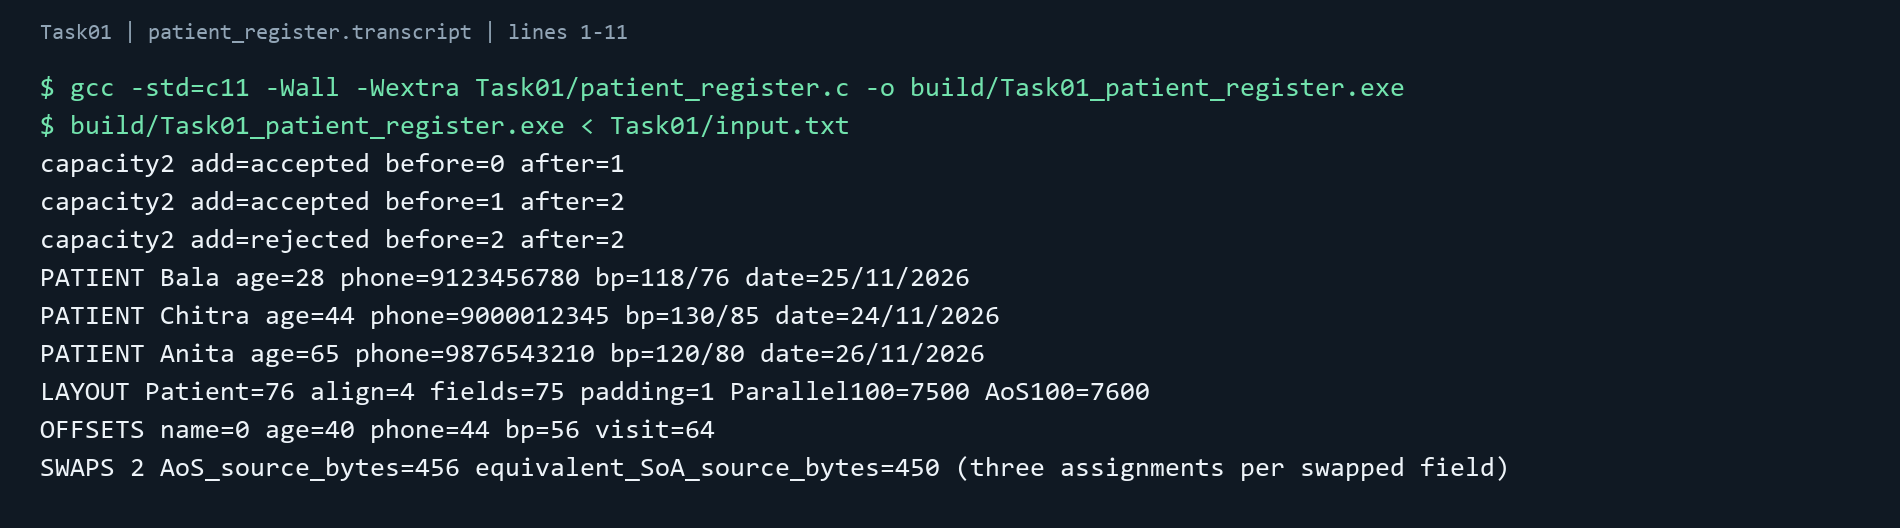 Task01 | patient_register.transcript | lines 1-11
$ gcc -std=c11 -Wall -Wextra Task01/patient_register.c -o build/Task01_patient_register.exe
$ build/Task01_patient_register.exe < Task01/input.txt
capacity2 add=accepted before=0 after=1
capacity2 add=accepted before=1 after=2
capacity2 add=rejected before=2 after=2
PATIENT Bala age=28 phone=9123456780 bp=118/76 date=25/11/2026
PATIENT Chitra age=44 phone=9000012345 bp=130/85 date=24/11/2026
PATIENT Anita age=65 phone=9876543210 bp=120/80 date=26/11/2026
LAYOUT Patient=76 align=4 fields=75 padding=1 Parallel100=7500 AoS100=7600
OFFSETS name=0 age=40 phone=44 bp=56 visit=64
SWAPS 2 AoS_source_bytes=456 equivalent_SoA_source_bytes=450 (three assignments per swapped field)